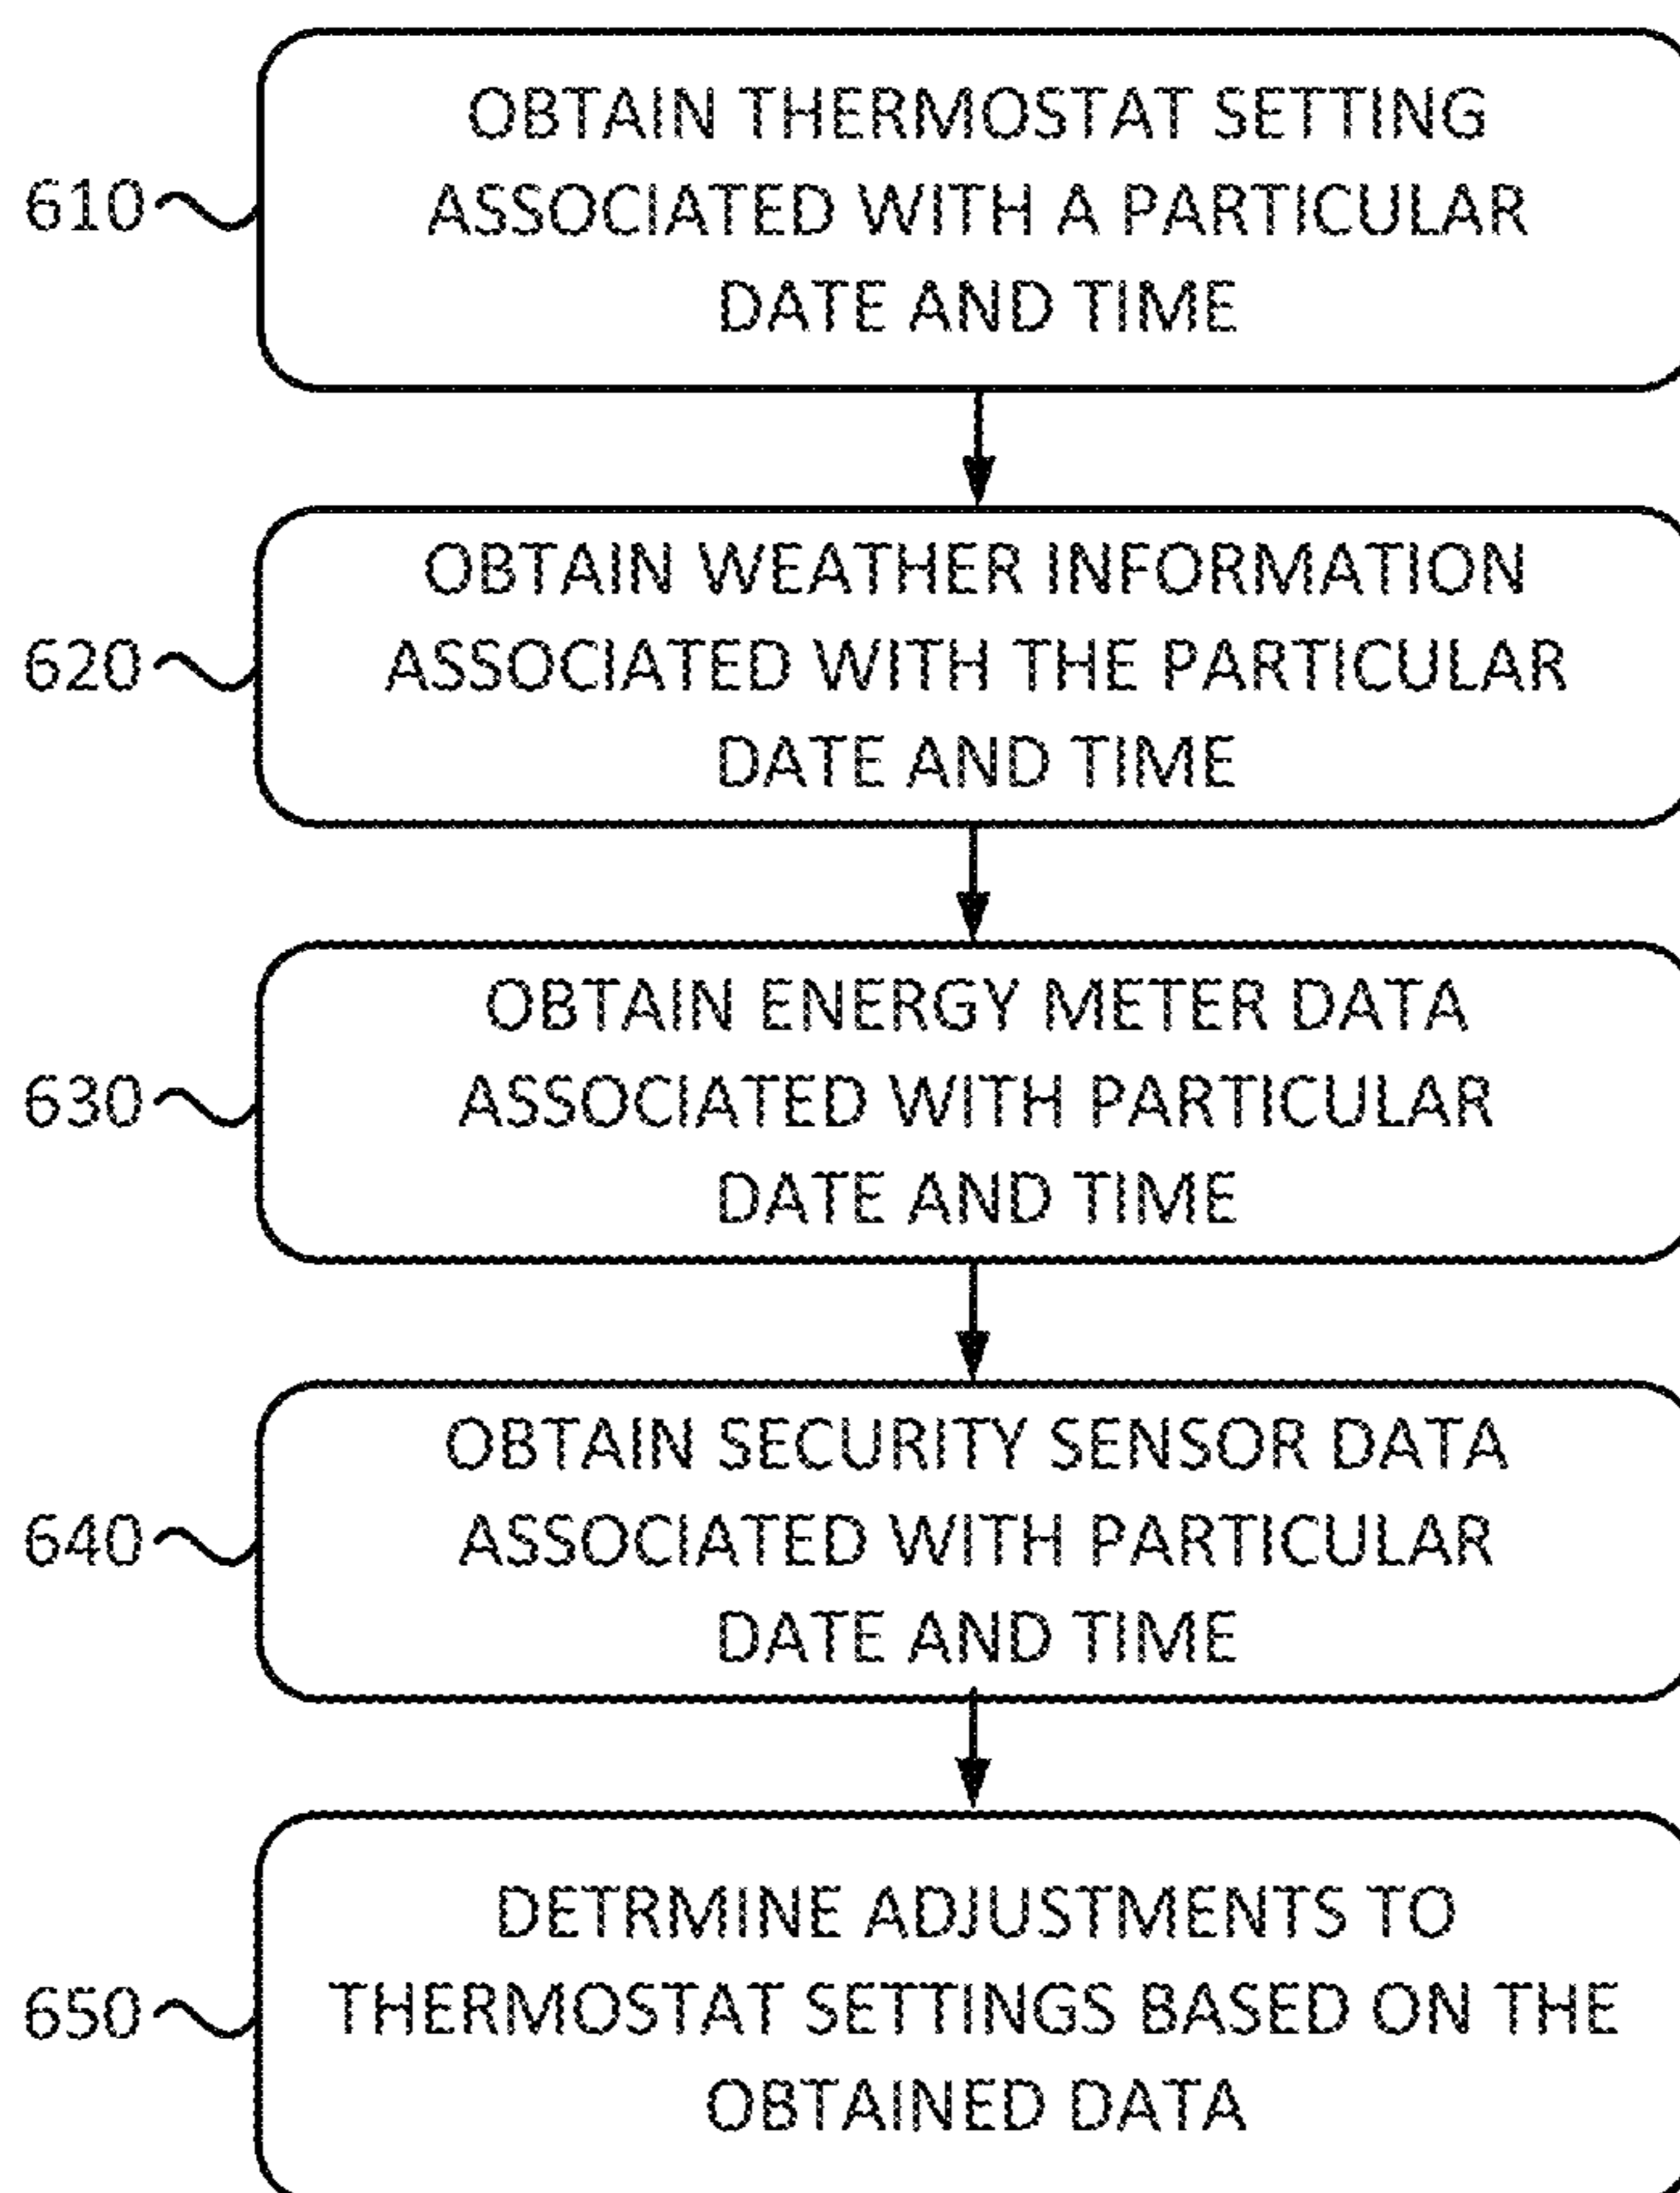 OBTAIN THERMOSTAT SETTING
610 ASSOCIATED WITH A PARTICULAR
DATE AND TIME
OBTAIN WEATHER INFORMATION
620 ASSOCIATED WITH THE PARTICULAR
DATE AND TIME
OBTAIN ENERGY METER DATA
630 ASSOCIATED WITH PARTICULAR
DATE AND TIME
OBTAIN SECURITY SENSOR DATA
640 ASSOCIATED WITH PARTICULAR
DATE AND TIME
DETRMINE ADJUSTMENTS TO
650 THERMOSTAT SETTINGS BASED ON THE
OBTAINED DATA